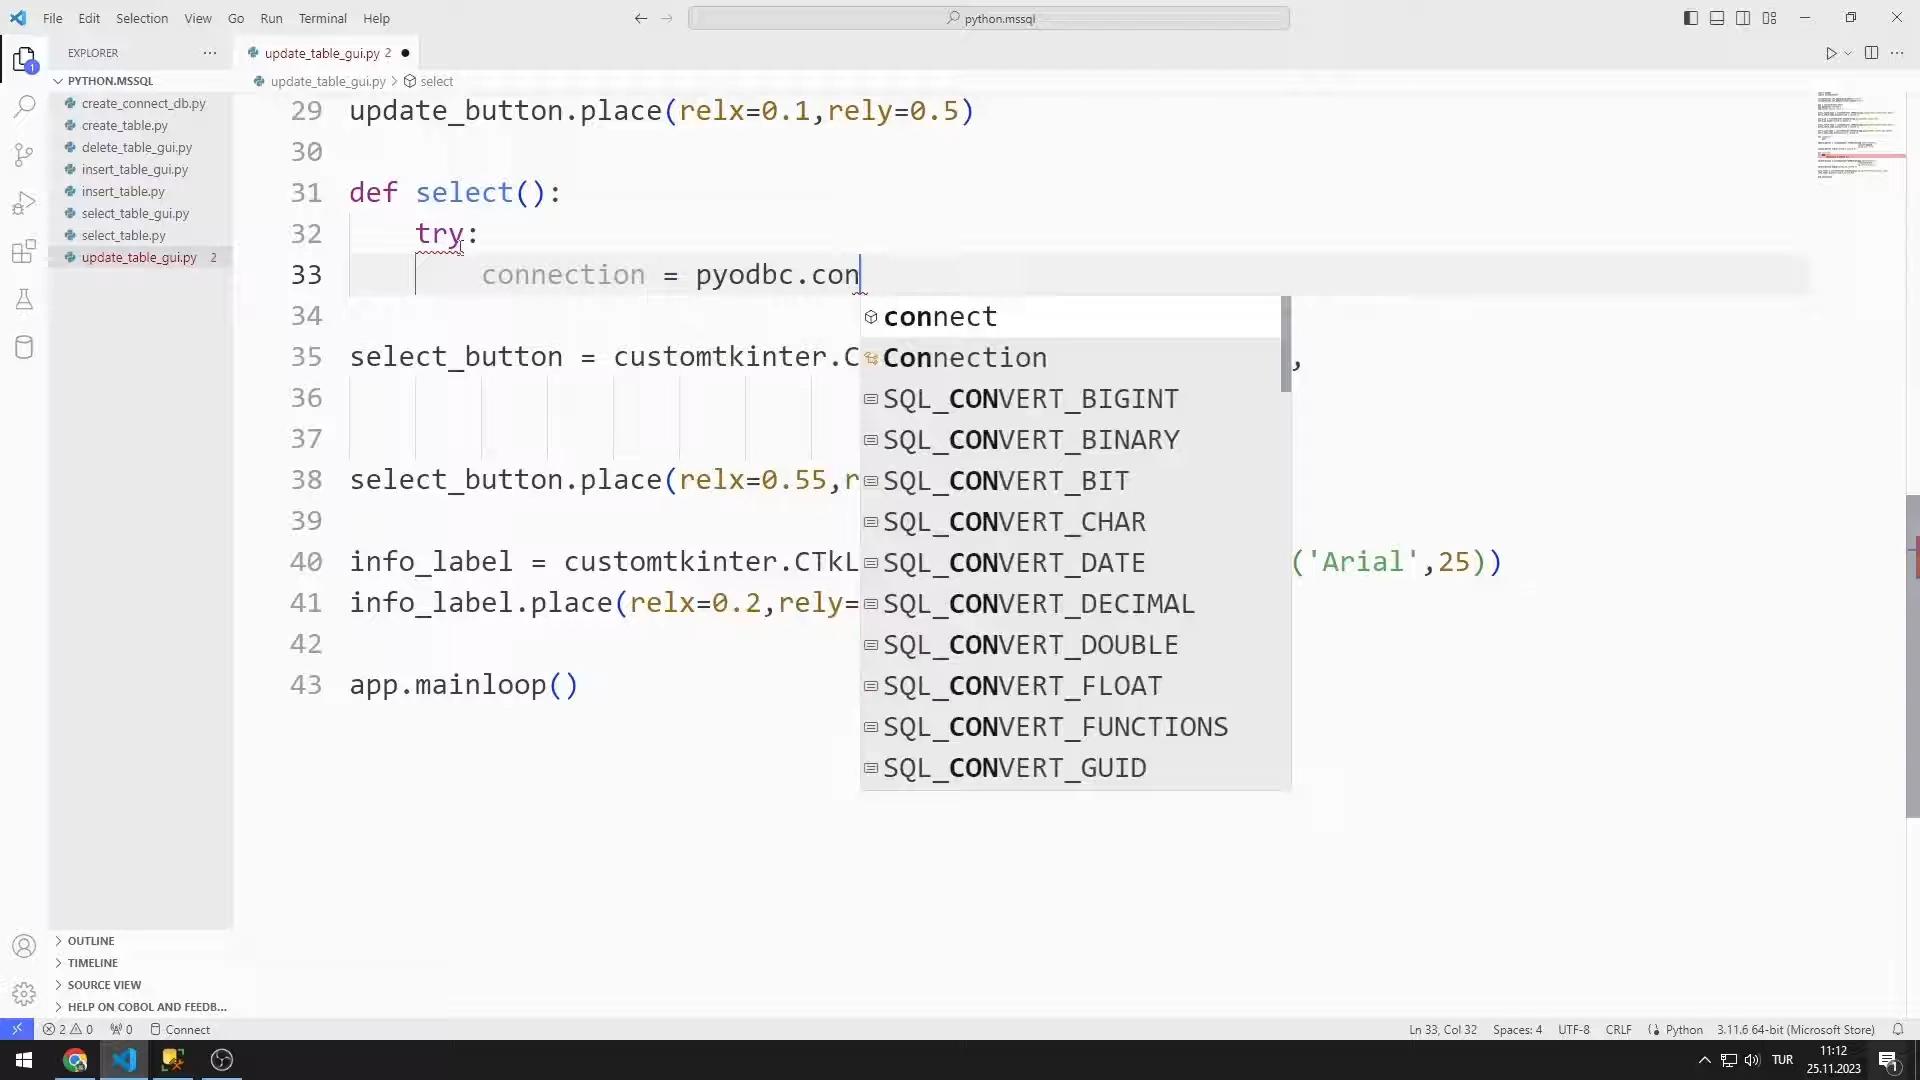 File Edit Selection View Go Run Terminal Help
python.mssql
EXPLORER
update_table_gui.py 2
PYTHON.MSSQL
update_table_gui.py > select
create_connect_db.py
create_table.py
delete_table_gui.py
insert_table_gui.py
insert_table.py
select_table_gui.py
select_table.py
update_table_gui.py 2
29 update_button.place(relx=0.1,rely=0.5)
30
31 def select():
32 try:
33 connection = pyodbc.con
34
35 select_button = customtkinter.C ,
36
37
38 select_button.place(relx=0.55,r
39
40 info_label = customtkinter.CTkL ('Arial',25))
41 info_label.place(relx=0.2,rely=
42
43 app.mainloop()
connect
Connection
SQL_CONVERT_BIGINT
SQL_CONVERT_BINARY
SQL_CONVERT_BIT
SQL_CONVERT_CHAR
SQL_CONVERT_DATE
SQL_CONVERT_DECIMAL
SQL_CONVERT_DOUBLE
SQL_CONVERT_FLOAT
SQL_CONVERT_FUNCTIONS
SQL_CONVERT_GUID
OUTLINE
TIMELINE
SOURCE VIEW
HELP ON COBOL AND FEEDB...
2 0 0 Connect
Ln 33, Col 32 Spaces: 4 UTF-8 CRLF Python 3.11.6 64-bit (Microsoft Store)
TUR
11:12
25.11.2023